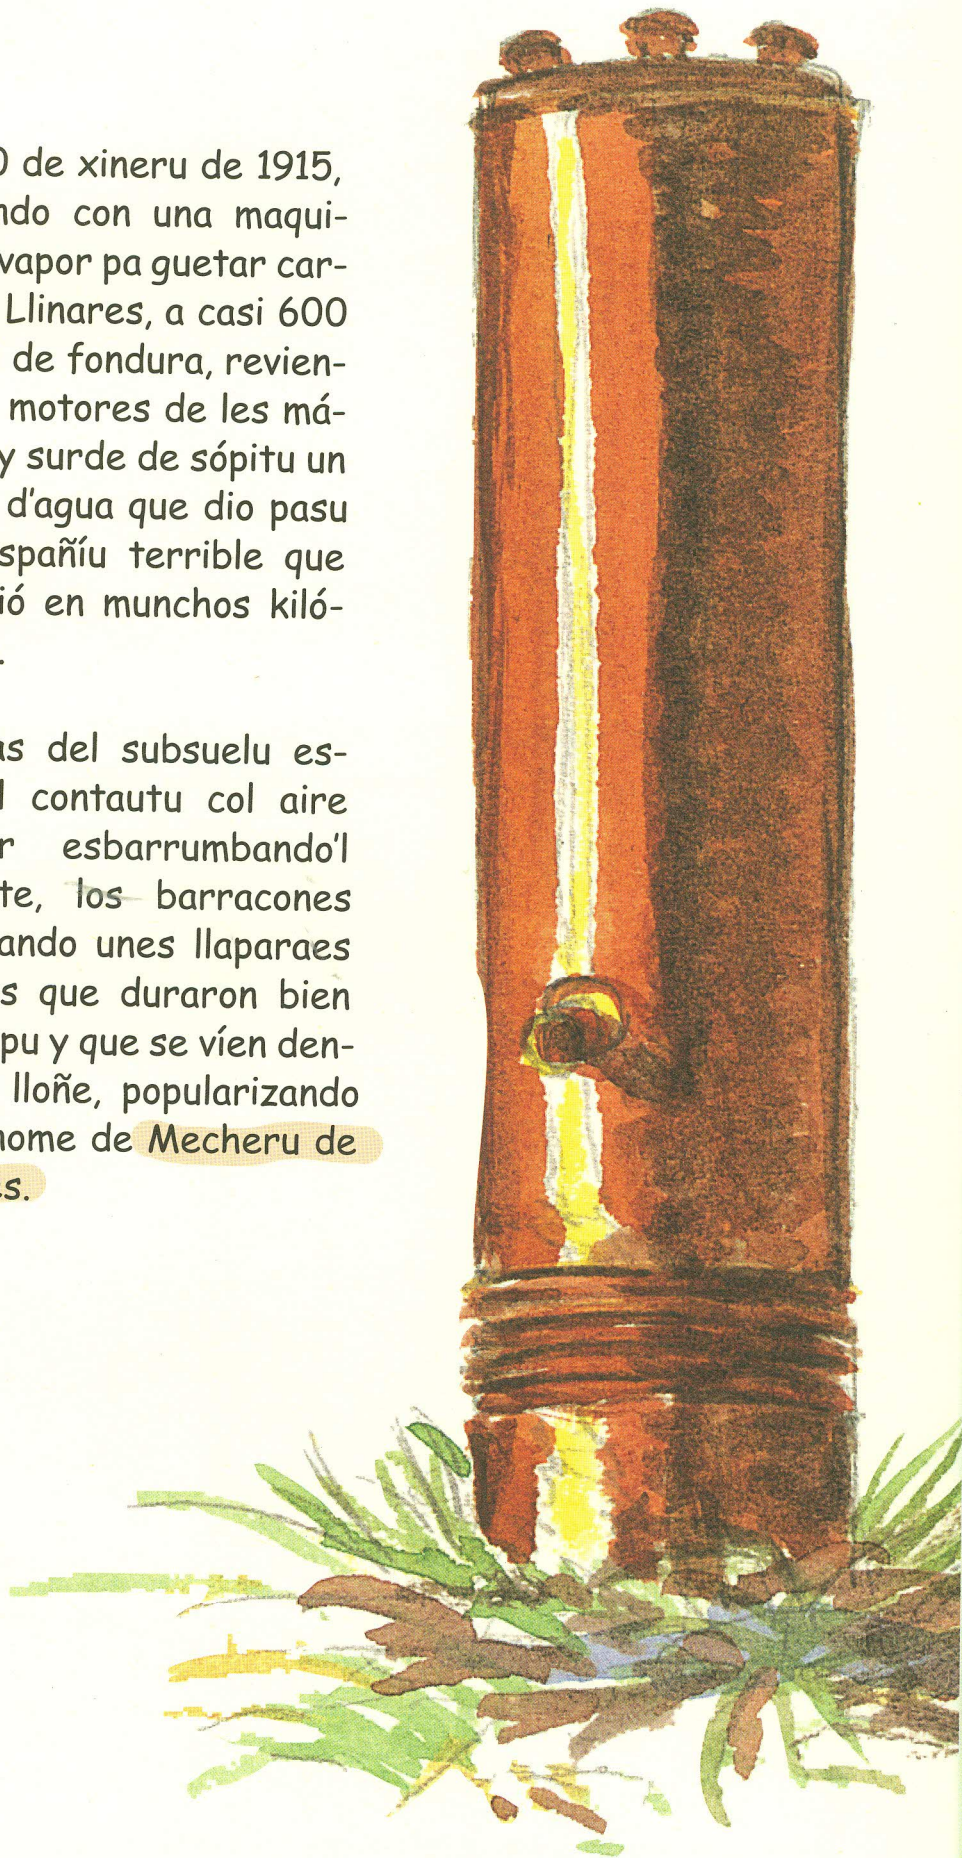 0 de xineru de 1915,
ndo con una maqui-
vapor pa guetar car-
Llinares, a casi 600
de fondura, revien-
motores de les má-
y surde de sópitu un
d'agua que dio pasu
spañíu terrible que
ió en munchos kiló-
.
as del subsuelu es-
l contautu col aire
r esbarrumbando'l
te, los barracones
ando unes llaparaes
s que duraron bien
pu y que se víen den-
lloñe, popularizando
nome de Mecheru de
es.